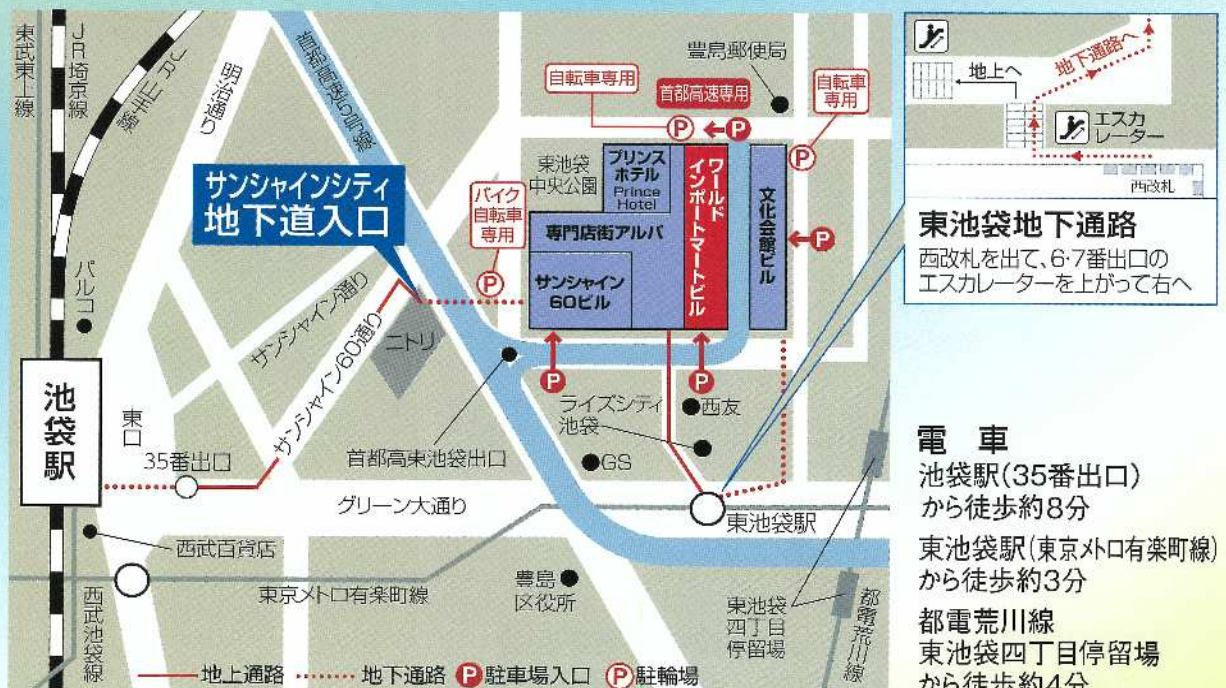 東武東上線
JR埼京線
JR山手線
明治通り
首都高速5号線
豊島郵便局
自転車専用
首都高速専用
自転車
専用
P
P
P
サンシャインシティ
地下道入口
バイク
自転車
専用
P
東池袋
中央公園
プリンス
ホテル
Prince
Hotel
ワールド
インポートマートビル
文化会館ビル
P
専門店街アルパ
サンシャイン
60ビル
パルコ
サンシャイン通り
サンシャイン60通り
ニトリ
P
P
池袋駅
東口
35番出口
首都高東池袋出口
ライズシティ
池袋
西友
GS
グリーン大通り
東池袋駅
西武百貨店
東京メトロ有楽町線
豊島
区役所
東池袋
四丁目
停留場
都電荒川線
西武池袋線
地上通路
地下通路
P駐車場入口
P駐輪場
地上へ
地下通路へ
エスカ
レーター
西改札
東池袋地下通路
西改札を出て、6・7番出口の
エスカレーターを上がって右へ
電車
池袋駅(35番出口)
から徒歩約8分
東池袋駅(東京メトロ有楽町線)
から徒歩約3分
都電荒川線
東池袋四丁目停留場
から徒歩約4分